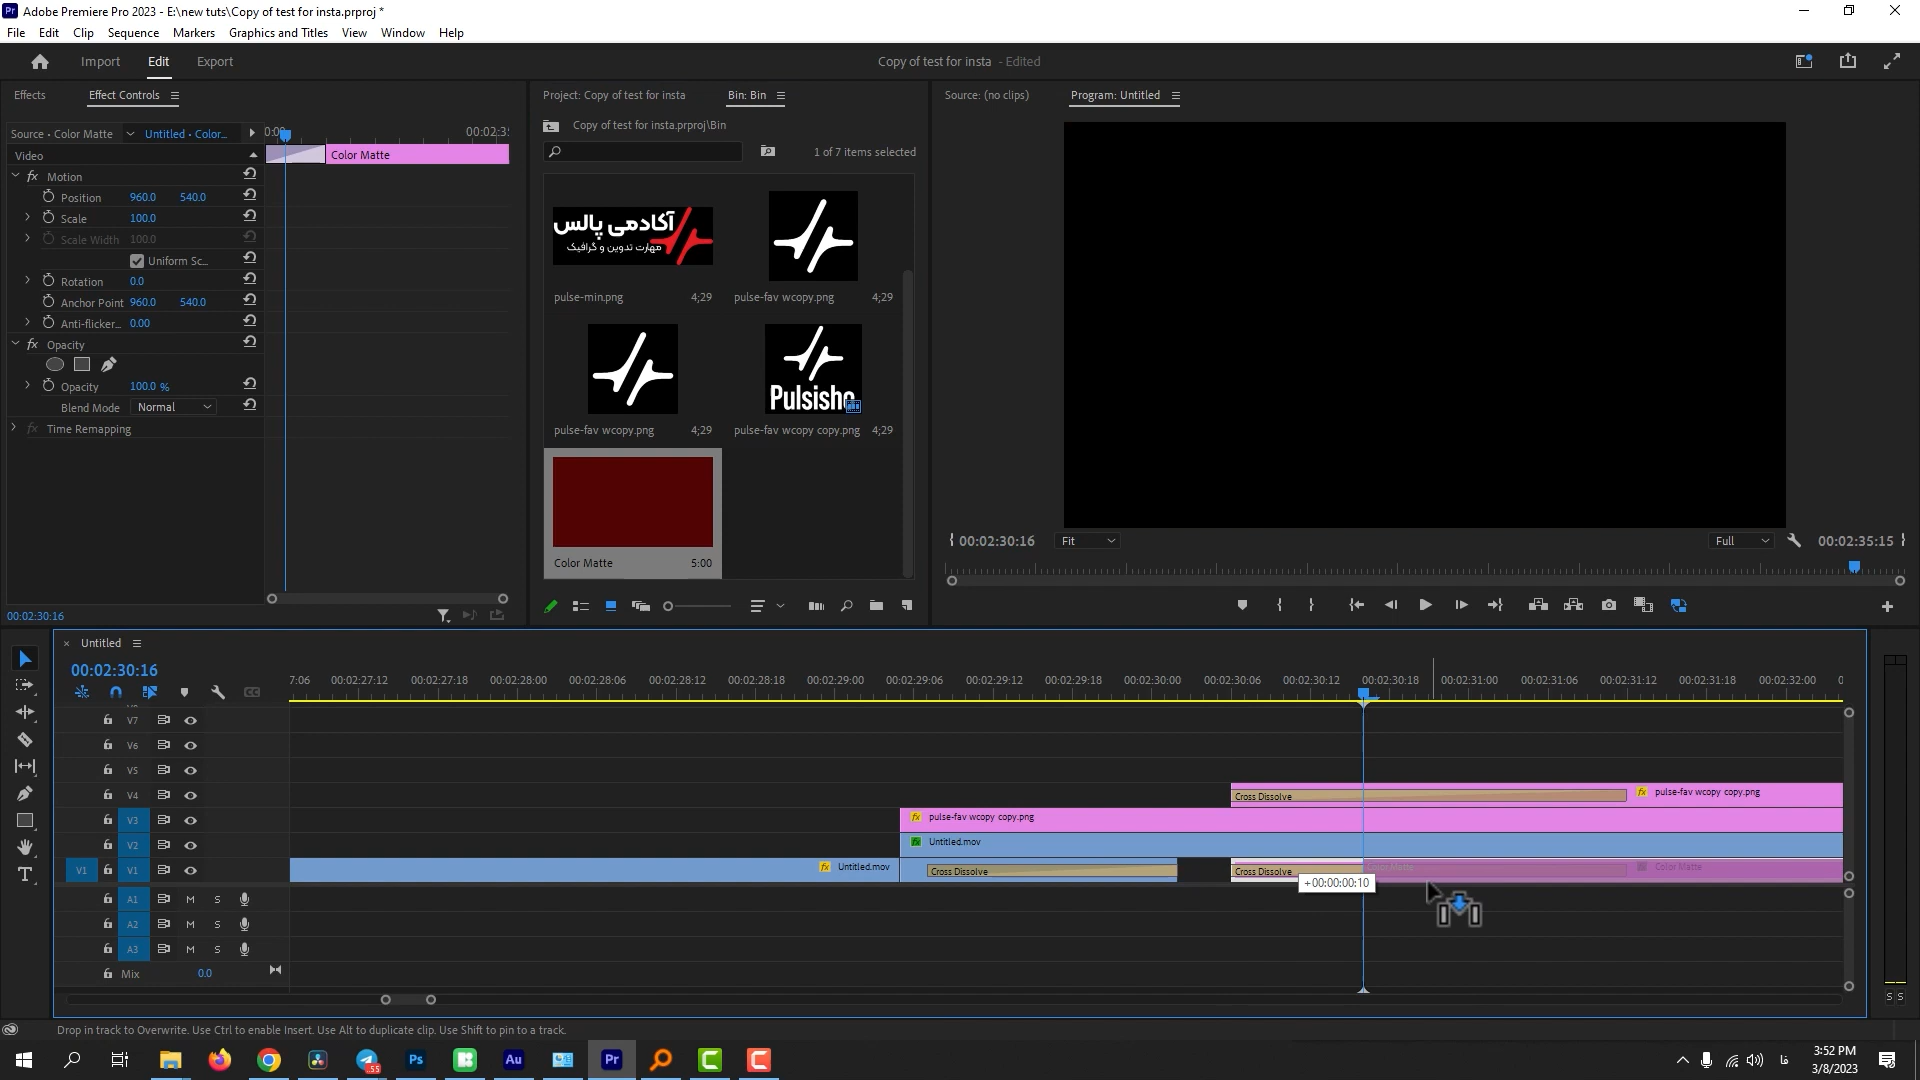 Adobe Premiere Pro 2023 - E:\new tuts\Copy of test for insta.prproj *
File Edit Clip Sequence Markers Graphics and Titles View Window Help
Import Edit Export
Copy of test for insta - Edited
Effects Effect Controls
Project: Copy of test for insta Bin: Bin
Source: (no clips) Program: Untitled
Source • Color Matte Untitled • Color...
00:02:3
Color Matte
Video
Motion
Position 960.0 540.0
Scale 100.0
Scale Width 100.0
Uniform Sc...
Rotation 0.0
Anchor Point 960.0 540.0
Anti-flicker... 0.00
Opacity
Opacity 100.0 %
Blend Mode Normal
Time Remapping
00:02:30:16
Copy of test for insta.prproj\Bin
1 of 7 items selected
آکادمی پالس
مهارت تدوین و گرافیک
pulse-min.png 4;29
pulse-fav wcopy.png 4;29
pulse-fav wcopy.png 4;29
pulse-fav wcopy copy.png 4;29
Color Matte 5:00
00:02:30:16 Fit Full 00:02:35:15
Untitled
00:02:30:16
7:06 00:02:27:12 00:02:27:18 00:02:28:00 00:02:28:06 00:02:28:12 00:02:28:18 00:02:29:00 00:02:29:06 00:02:29:12 00:02:29:18 00:02:30:00 00:02:30:06 00:02:30:12 00:02:30:18 00:02:31:00 00:02:31:06 00:02:31:12 00:02:31:18 00:02:32:00 0
V7
V6
V5
V4 Cross Dissolve pulse-fav wcopy copy.png
V3 pulse-fav wcopy copy.png
V2 Untitled.mov
V1 V1 Untitled.mov Cross Dissolve Cross Dissolve Color Matte Color Matte
+00:00:00:10
A1 M S
A2 M S
A3 M S
Mix 0.0
S S
Drop in track to Overwrite. Use Ctrl to enable Insert. Use Alt to duplicate clip. Use Shift to pin to a track.
55
Ps
Au
Pr
فا
3:52 PM
3/8/2023